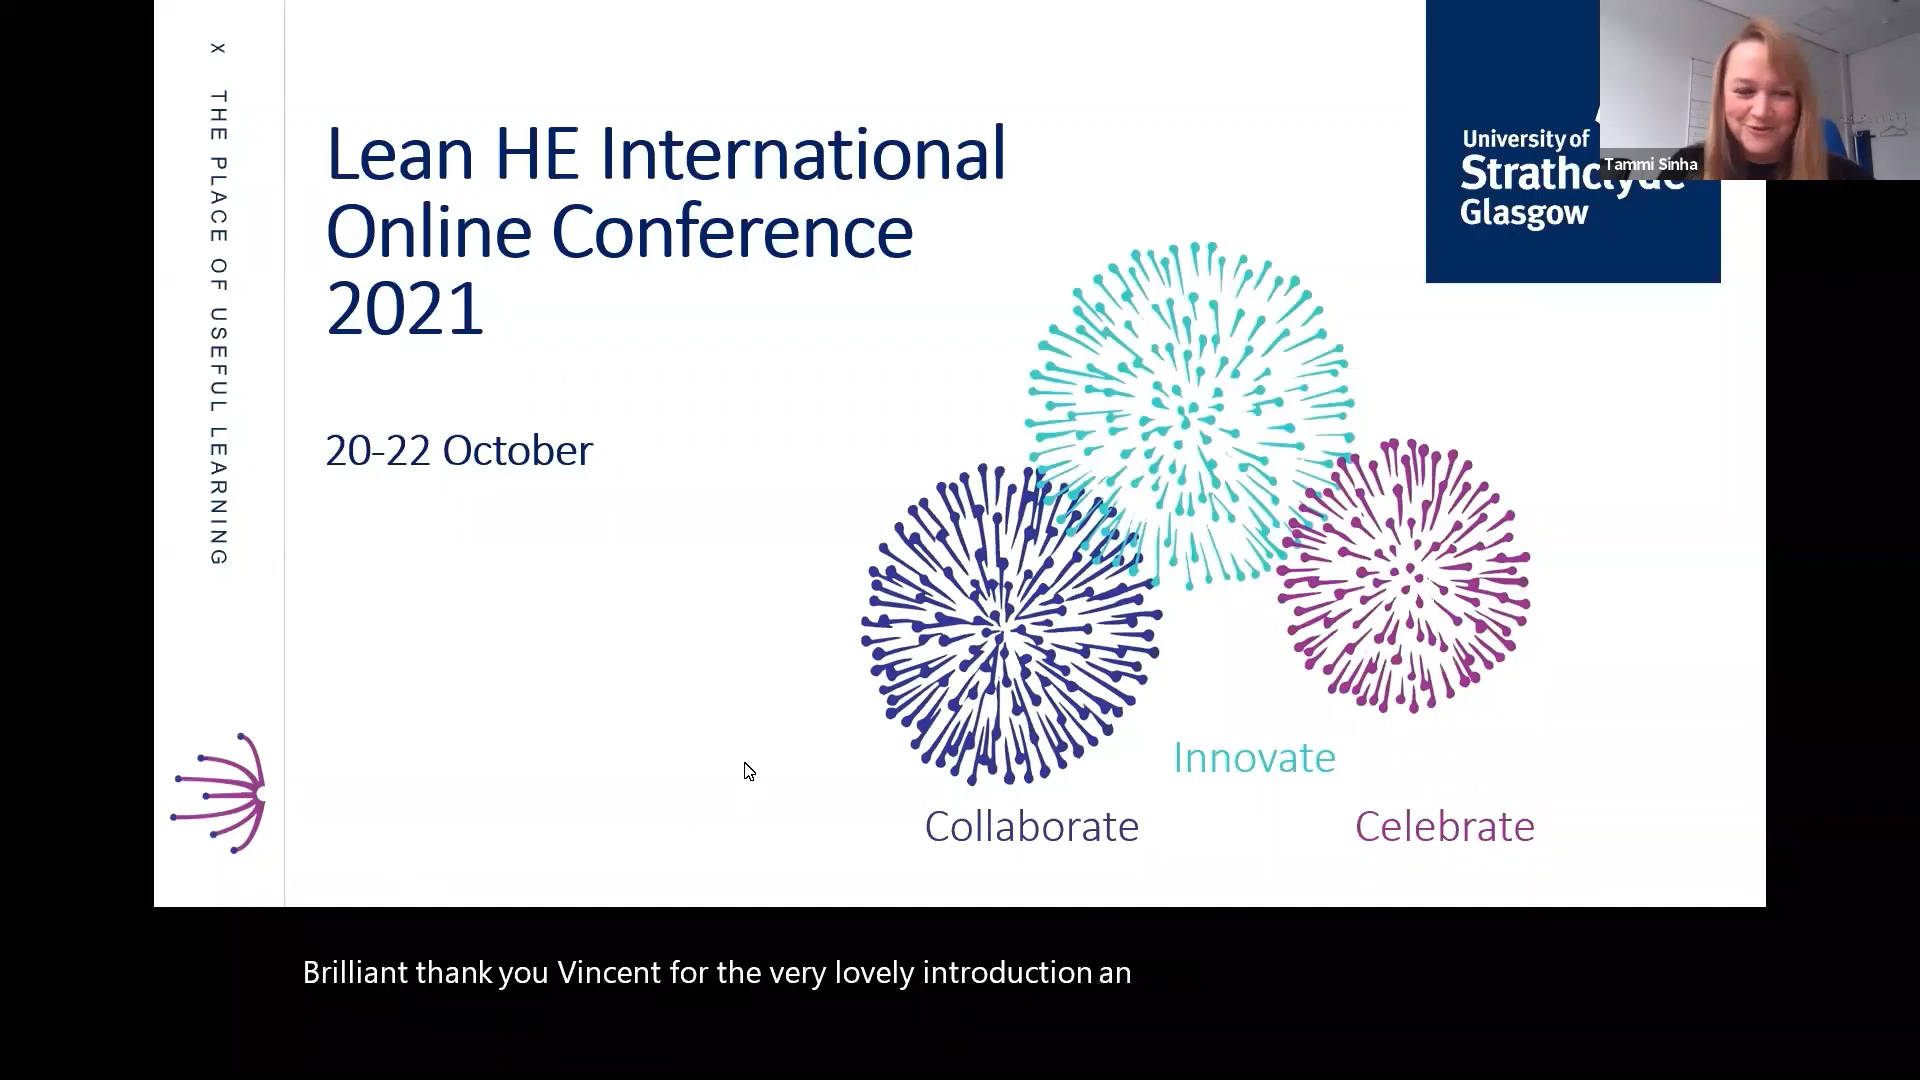 X THE PLACE OF USEFUL LEARNING
Lean HE International
Online Conference
2021
20-22 October
University of
Strathclyde
Glasgow
Tammi Sinha
Innovate
Collaborate
Celebrate
Brilliant thank you Vincent for the very lovely introduction an